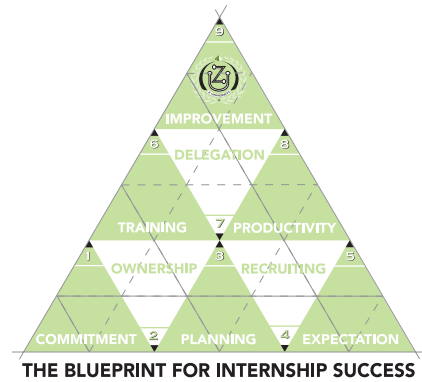 9
ZU
IMPROVEMENT
6 8
DELEGATION
TRAINING 7 PRODUCTIVITY
1 3 5
OWNERSHIP RECRUITING
COMMITMENT 2 PLANNING 4 EXPECTATION
THE BLUEPRINT FOR INTERNSHIP SUCCESS